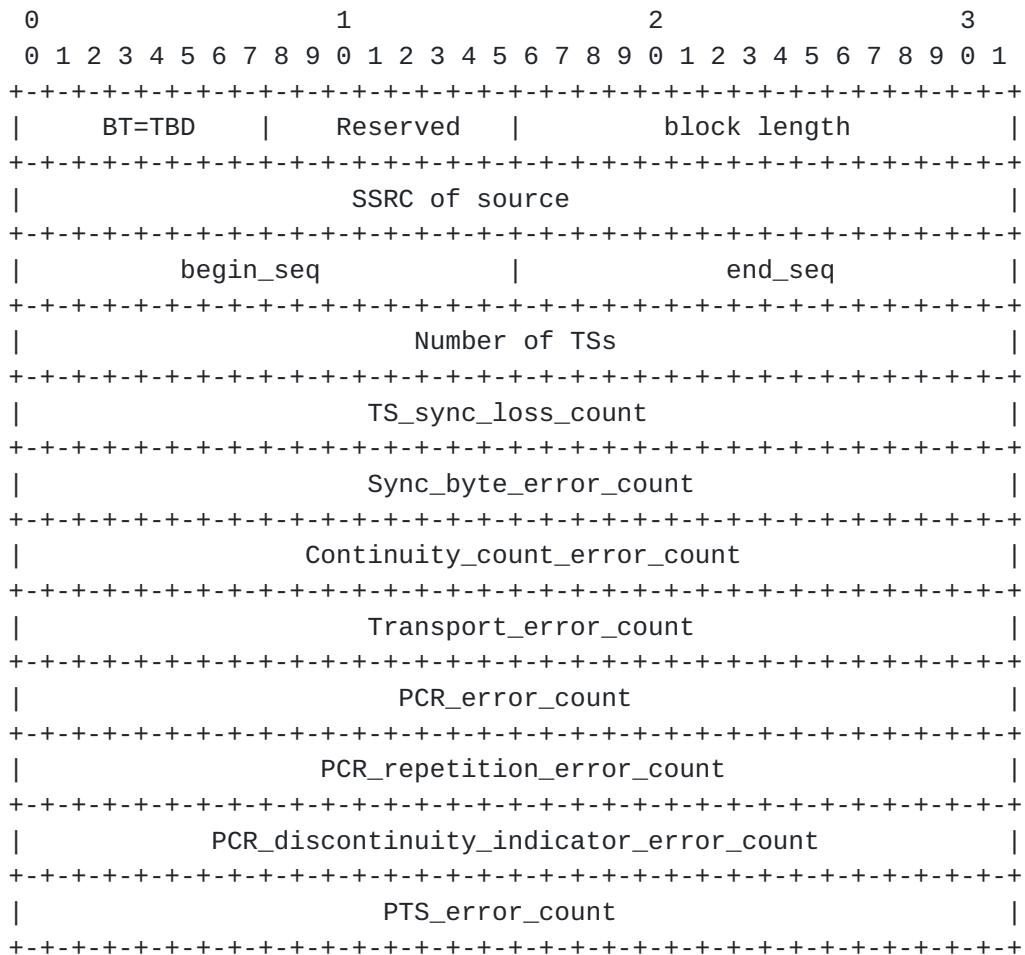 0                   1                   2                   3
 0 1 2 3 4 5 6 7 8 9 0 1 2 3 4 5 6 7 8 9 0 1 2 3 4 5 6 7 8 9 0 1
+-+-+-+-+-+-+-+-+-+-+-+-+-+-+-+-+-+-+-+-+-+-+-+-+-+-+-+-+-+-+-+-+
|     BT=TBD    |    Reserved   |         block length          |
+-+-+-+-+-+-+-+-+-+-+-+-+-+-+-+-+-+-+-+-+-+-+-+-+-+-+-+-+-+-+-+-+
|                     SSRC of source                            |
+-+-+-+-+-+-+-+-+-+-+-+-+-+-+-+-+-+-+-+-+-+-+-+-+-+-+-+-+-+-+-+-+
|          begin_seq            |             end_seq           |
+-+-+-+-+-+-+-+-+-+-+-+-+-+-+-+-+-+-+-+-+-+-+-+-+-+-+-+-+-+-+-+-+
|                         Number of TSs                         |
+-+-+-+-+-+-+-+-+-+-+-+-+-+-+-+-+-+-+-+-+-+-+-+-+-+-+-+-+-+-+-+-+
|                      TS_sync_loss_count                       |
+-+-+-+-+-+-+-+-+-+-+-+-+-+-+-+-+-+-+-+-+-+-+-+-+-+-+-+-+-+-+-+-+
|                      Sync_byte_error_count                    |
+-+-+-+-+-+-+-+-+-+-+-+-+-+-+-+-+-+-+-+-+-+-+-+-+-+-+-+-+-+-+-+-+
|                  Continuity_count_error_count                 |
+-+-+-+-+-+-+-+-+-+-+-+-+-+-+-+-+-+-+-+-+-+-+-+-+-+-+-+-+-+-+-+-+
|                      Transport_error_count                    |
+-+-+-+-+-+-+-+-+-+-+-+-+-+-+-+-+-+-+-+-+-+-+-+-+-+-+-+-+-+-+-+-+
|                        PCR_error_count                        |
+-+-+-+-+-+-+-+-+-+-+-+-+-+-+-+-+-+-+-+-+-+-+-+-+-+-+-+-+-+-+-+-+
|                   PCR_repetition_error_count                  |
+-+-+-+-+-+-+-+-+-+-+-+-+-+-+-+-+-+-+-+-+-+-+-+-+-+-+-+-+-+-+-+-+
|            PCR_discontinuity_indicator_error_count            |
+-+-+-+-+-+-+-+-+-+-+-+-+-+-+-+-+-+-+-+-+-+-+-+-+-+-+-+-+-+-+-+-+
|                       PTS_error_count                         |
+-+-+-+-+-+-+-+-+-+-+-+-+-+-+-+-+-+-+-+-+-+-+-+-+-+-+-+-+-+-+-+-+